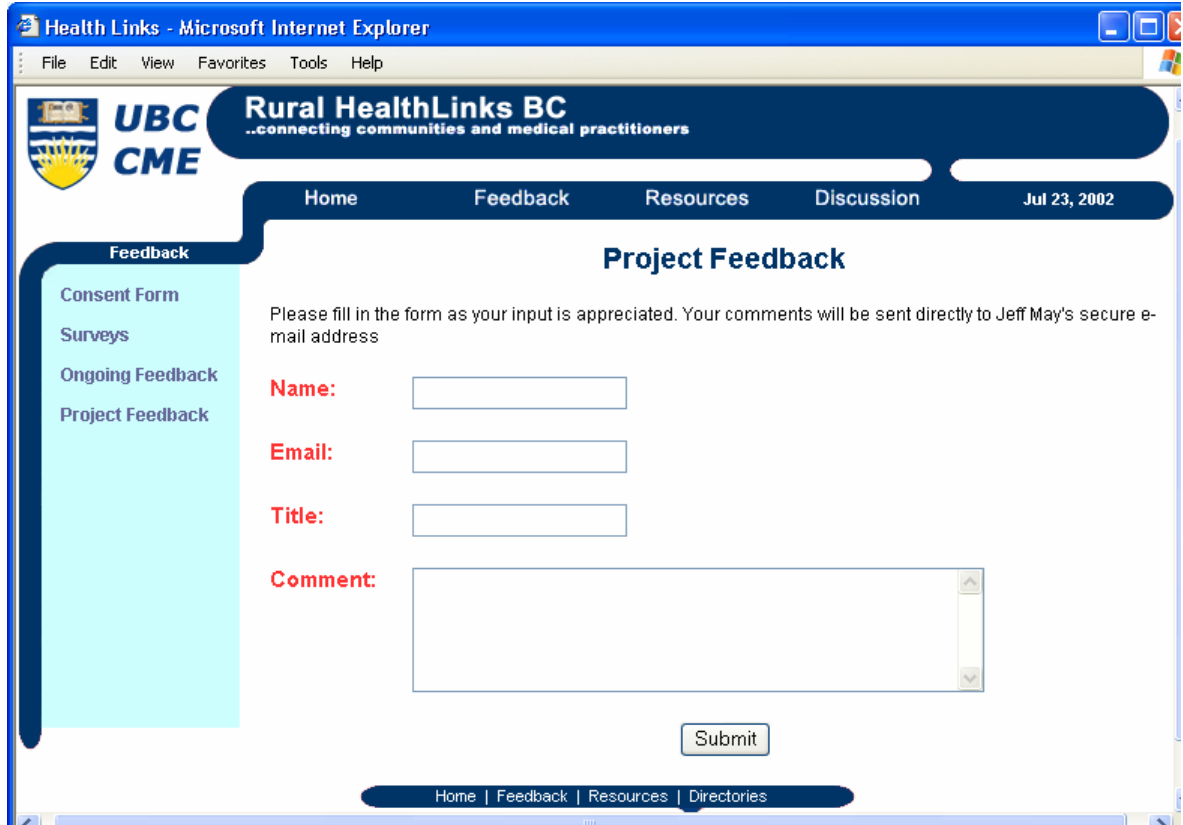 Health Links - Microsoft Internet Explorer
File Edit View Favorites Tools Help
UBC
CME
Rural HealthLinks BC
..connecting communities and medical practitioners
Home Feedback Resources Discussion Jul 23, 2002
Feedback
Consent Form
Surveys
Ongoing Feedback
Project Feedback
Project Feedback
Please fill in the form as your input is appreciated. Your comments will be sent directly to Jeff May's secure e-
mail address
Name:
Email:
Title:
Comment:
Submit
Home | Feedback | Resources | Directories